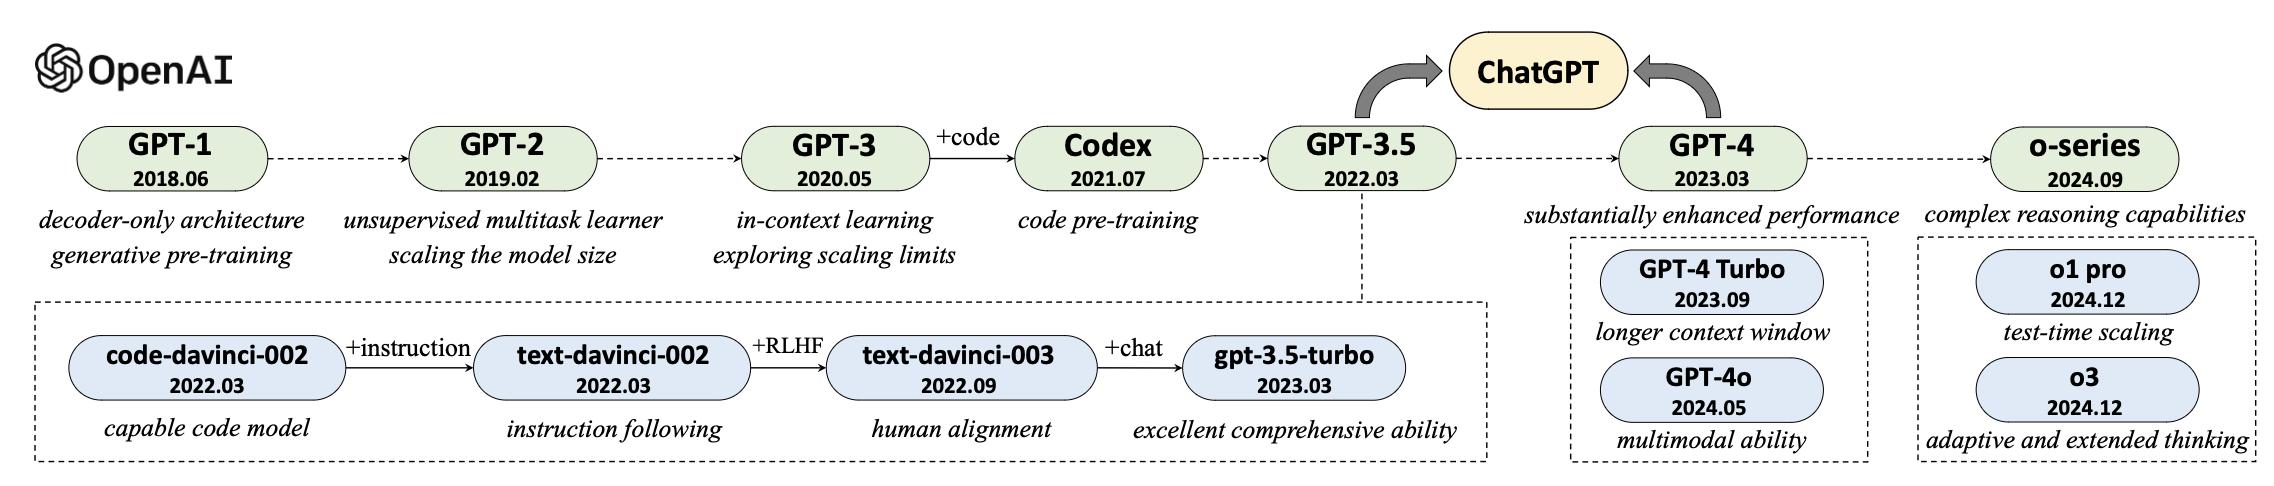 OpenAI
ChatGPT
GPT-1
2018.06
decoder-only architecture
generative pre-training
GPT-2
2019.02
unsupervised multitask learner
scaling the model size
GPT-3
2020.05
in-context learning
exploring scaling limits
+code
Codex
2021.07
code pre-training
GPT-3.5
2022.03
GPT-4
2023.03
substantially enhanced performance
o-series
2024.09
complex reasoning capabilities
code-davinci-002
2022.03
capable code model
+instruction
text-davinci-002
2022.03
instruction following
+RLHF
text-davinci-003
2022.09
human alignment
+chat
gpt-3.5-turbo
2023.03
excellent comprehensive ability
GPT-4 Turbo
2023.09
longer context window
GPT-4o
2024.05
multimodal ability
o1 pro
2024.12
test-time scaling
o3
2024.12
adaptive and extended thinking